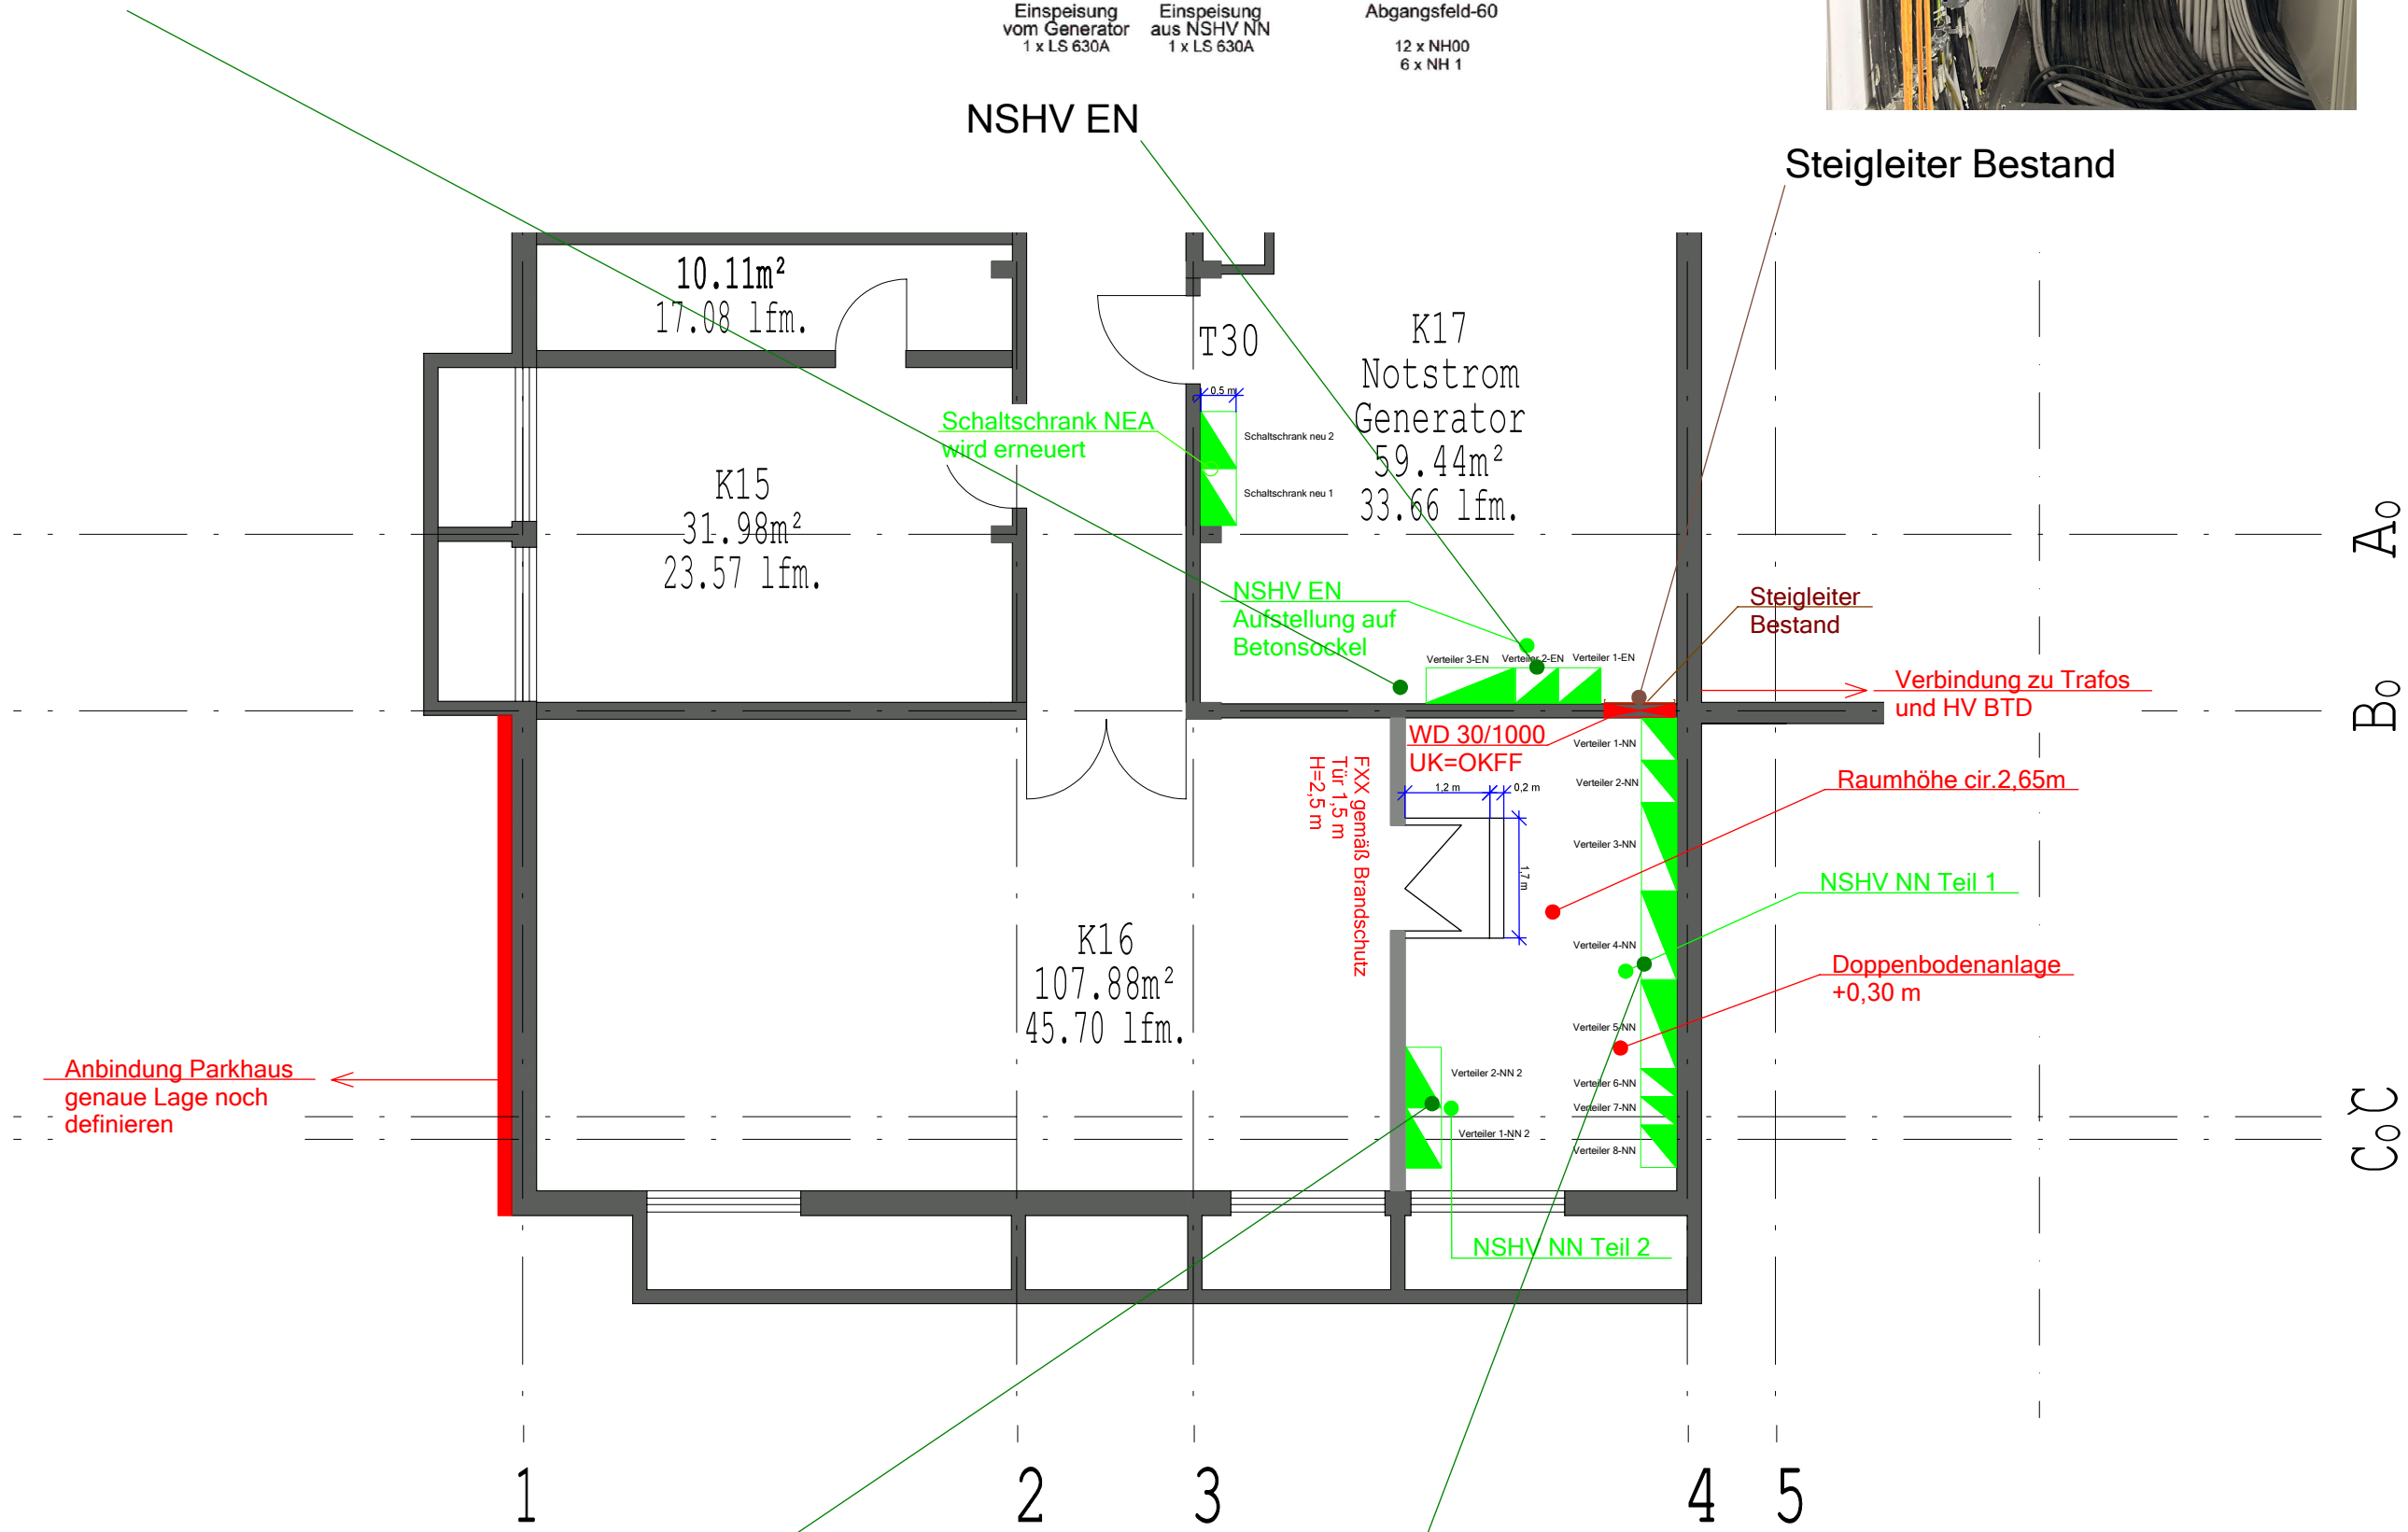 Einspeisung
vom Generator
1 x LS 630A
Einspeisung
aus NSHV NN
1 x LS 630A
Abgangsfeld-60
12 x NH00
6 x NH 1
NSHV EN
Steigleiter Bestand
10.11m²
17.08 lfm.
T30
K17
Notstrom
Generator
59.44m²
33.66 lfm.
0,5 m
Schaltschrank NEA
wird erneuert
Schaltschrank neu 2
Schaltschrank neu 1
K15
31.98m²
23.57 lfm.
A0
NSHV EN
Aufstellung auf
Betonsockel
Steigleiter
Bestand
Verteiler 3-EN
Verteiler 2-EN
Verteiler 1-EN
Verbindung zu Trafos
und HV BTD
B0
WD 30/1000
UK=OKFF
Verteiler 1-NN
Verteiler 2-NN
Raumhöhe cir.2,65m
1,2 m
0,2 m
FXX gemäß Brandschutz
Tür 1,5 m
H=2,5 m
Verteiler 3-NN
1,7 m
NSHV NN Teil 1
K16
107.88m²
45.70 lfm.
Verteiler 4-NN
Doppenbodenanlage
+0,30 m
Verteiler 5-NN
Anbindung Parkhaus
genaue Lage noch
definieren
Verteiler 2-NN 2
Verteiler 6-NN
Verteiler 7-NN
C
C0
Verteiler 1-NN 2
Verteiler 8-NN
NSHV NN Teil 2
1
2
3
4
5